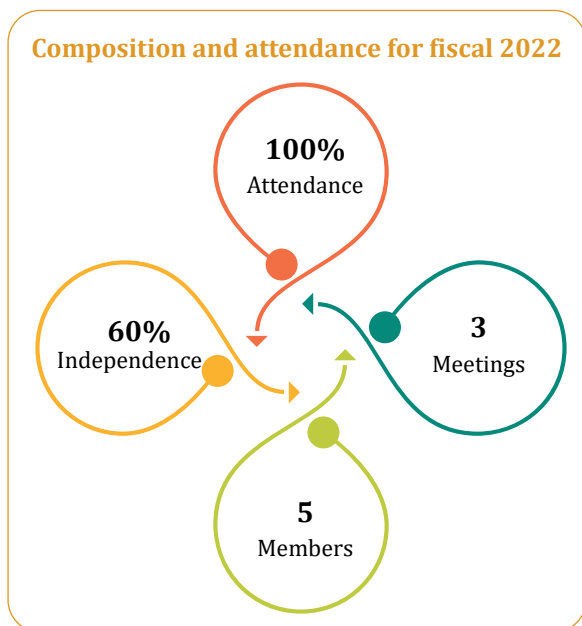 Composition and attendance for fiscal 2022
100%
Attendance
60%
Independence
3
Meetings
5
Members